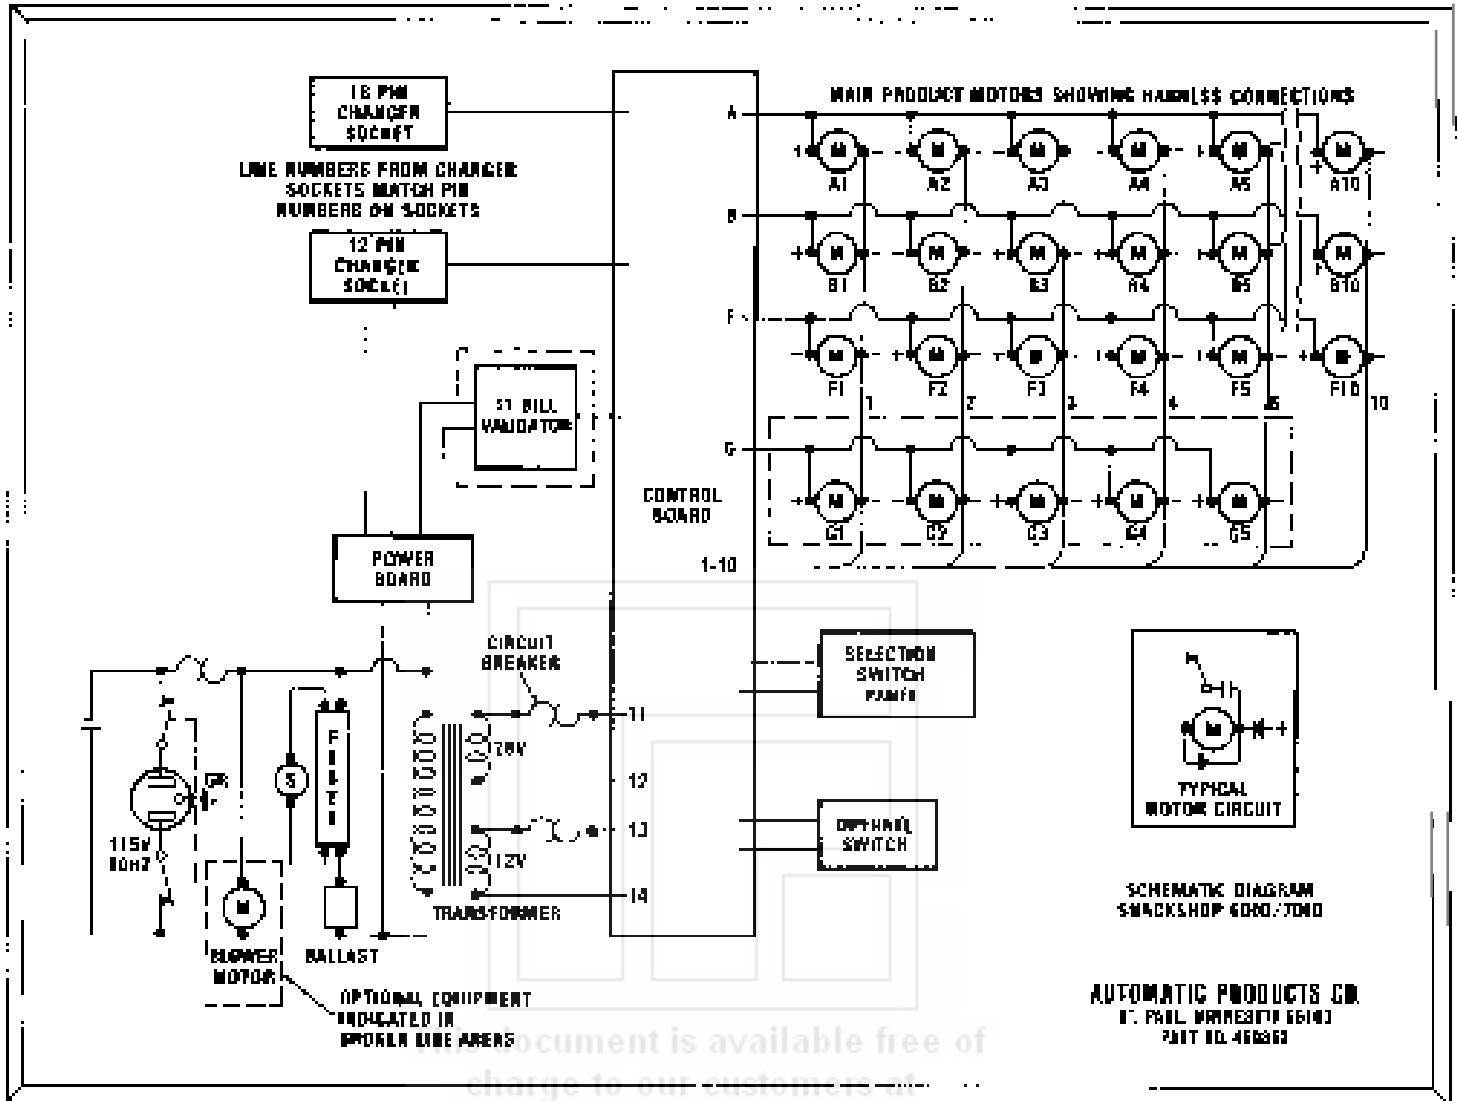 MAIN PRODUCT MOTORS SHOWING HARNESS CONNECTIONS
18 PIN
CHANGER
SOCKET
LINE NUMBERS FROM CHANGER
SOCKETS MATCH PIN
NUMBERS ON SOCKETS
12 PIN
CHANGER
SOCKET
A
M M M M M M
A1 A2 A3 A4 A5 A10
B
M M M M M M
B1 B2 B3 B4 B5 B10
F
M M M M M M
F1 F2 F3 F4 F5 F10
1 2 3 4 5 10
$1 BILL
VALIDATOR
G
M M M M M
G1 G2 G3 G4 G5
CONTROL
BOARD
1-10
POWER
BOARD
CIRCUIT
BREAKER
SELECTION
SWITCH
PANEL
11
12
13
14
12V
S
115V
60HZ
M
BLOWER
MOTOR
BALLAST
TRANSFORMER
SWITCH
M
TYPICAL
MOTOR CIRCUIT
OPTIONAL EQUIPMENT
INDICATED IN
BROKEN LINE AREAS
SCHEMATIC DIAGRAM
SNACKSHOP 6000/7000
AUTOMATIC PRODUCTS CO.
ST. PAUL, MINNESOTA
PART NO.
This document is available free of
charge to our customers at